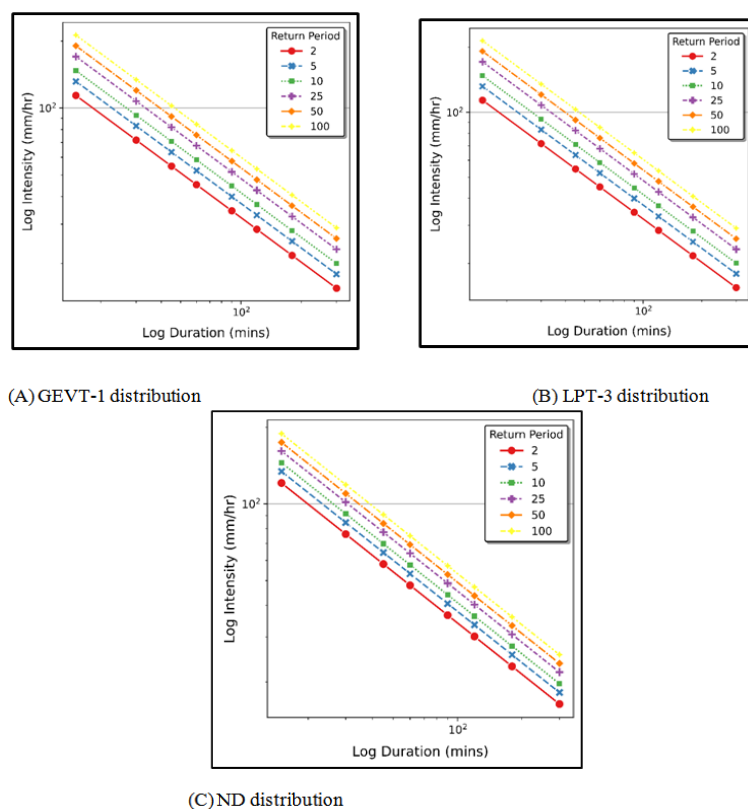 Return Period
2
5
10
25
50
100
10²
Log Intensity (mm/hr)
10²
Log Duration (mins)
Return Period
2
5
10
25
50
100
10²
Log Intensity (mm/hr)
10²
Log Duration (mins)
(A) GEVT-1 distribution
(B) LPT-3 distribution
Return Period
2
5
10
25
50
100
10²
Log Intensity (mm/hr)
10²
Log Duration (mins)
(C) ND distribution